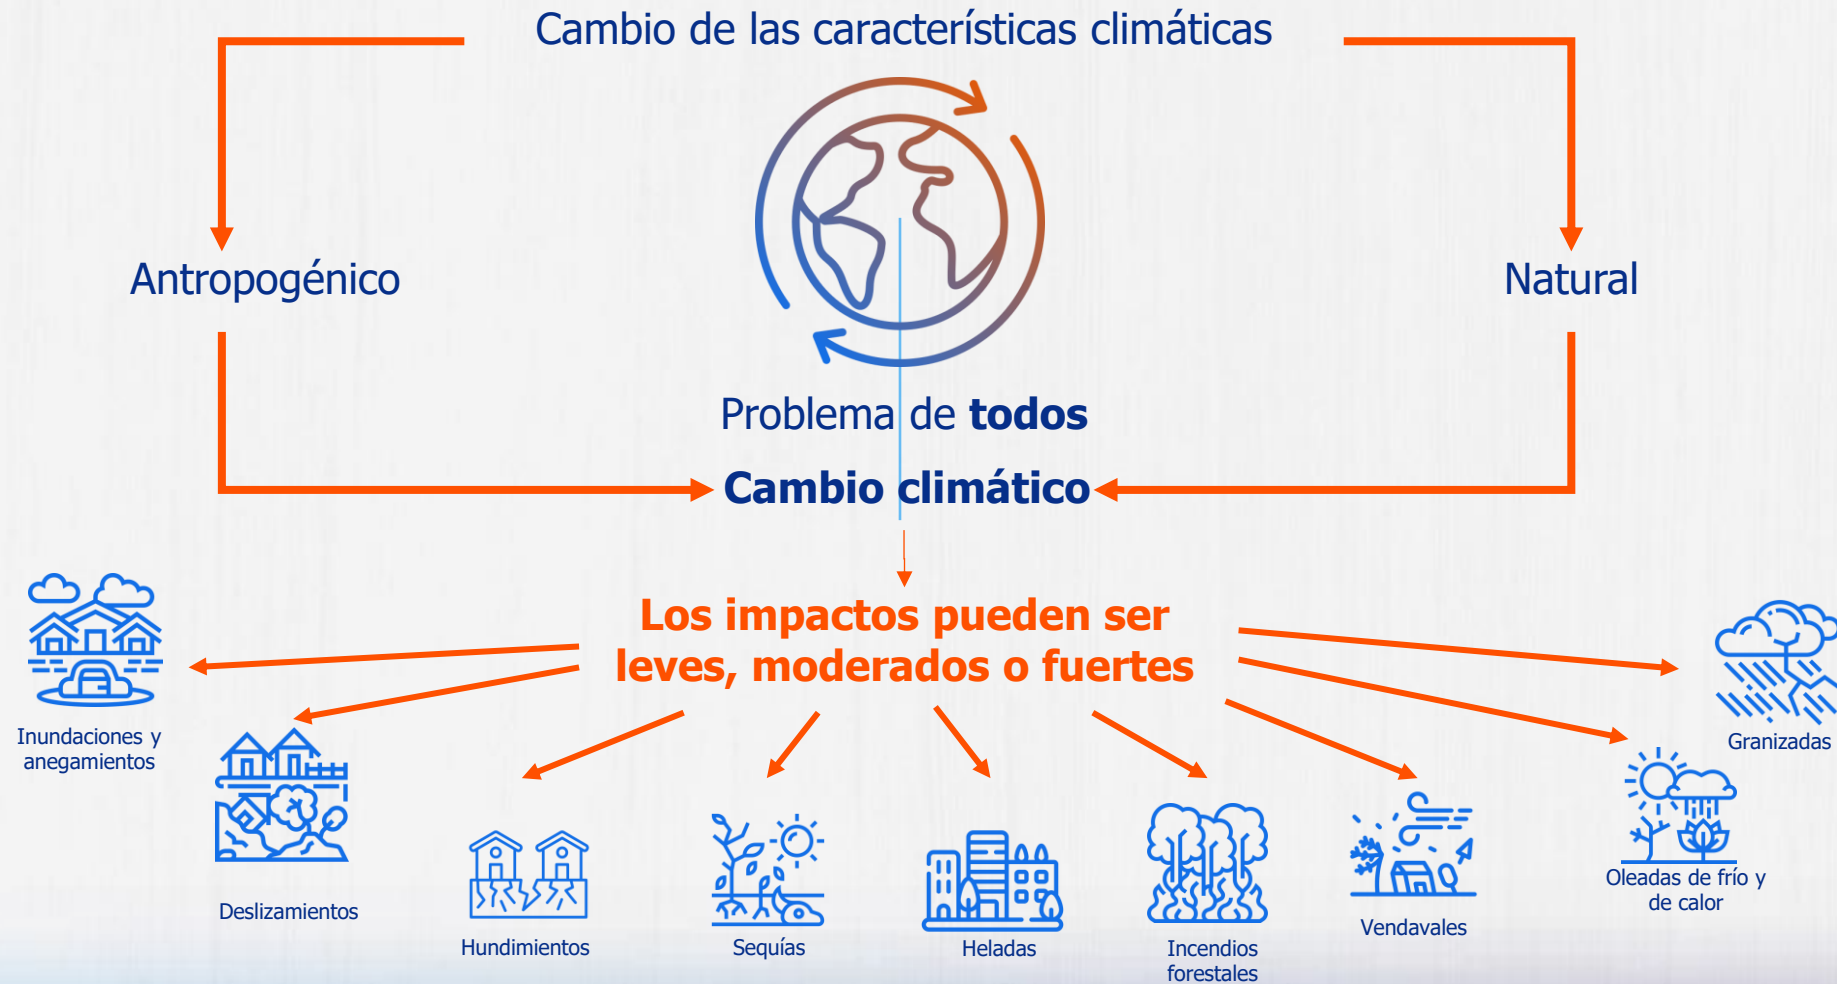 Cambio de las características climáticas
Antropogénico
Natural
Problema de todos
Cambio climático
Los impactos pueden ser
leves, moderados o fuertes
Inundaciones y
anegamientos
Deslizamientos
Hundimientos
Sequías
Heladas
Incendios
forestales
Vendavales
Oleadas de frío y
de calor
Granizadas